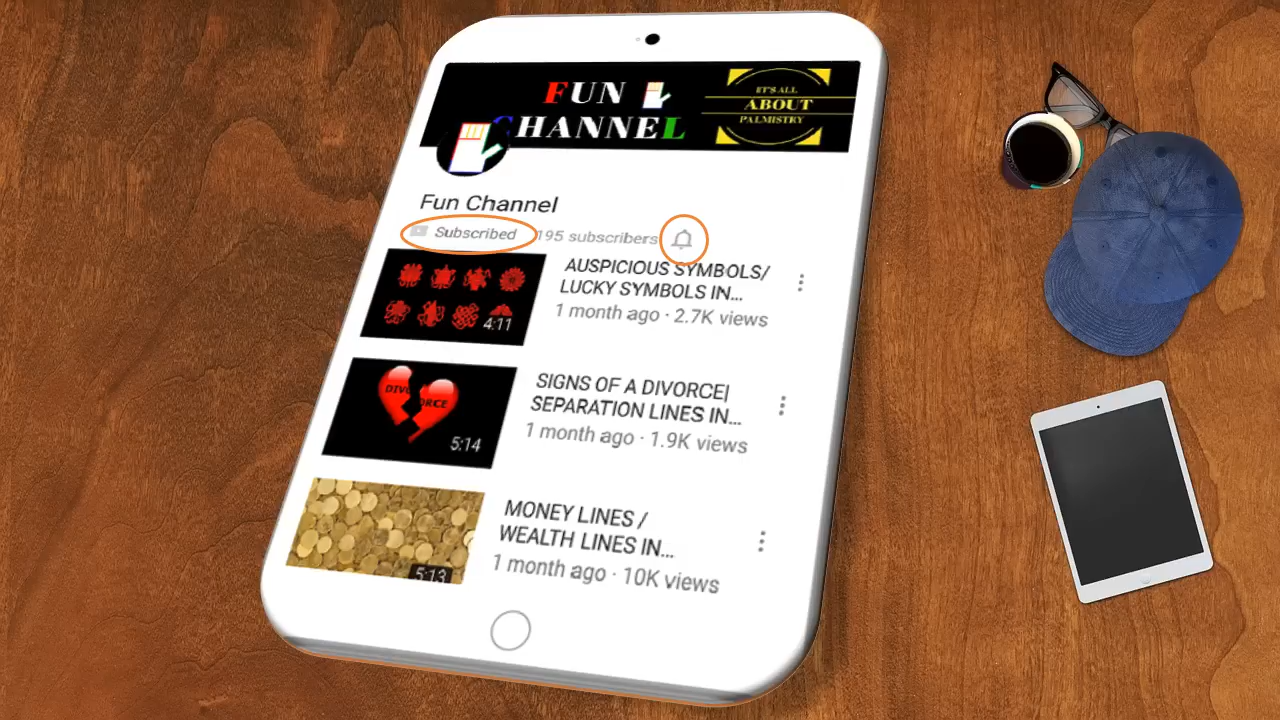 FUN
CHANNEL
IT'S ALL
ABOUT
PALMISTRY
Fun Channel
Subscribed 195 subscribers
AUSPICIOUS SYMBOLS/
LUCKY SYMBOLS IN...
1 month ago · 2.7K views
4:11
SIGNS OF A DIVORCE|
SEPARATION LINES IN...
1 month ago · 1.9K views
DIVORCE
5:14
MONEY LINES /
WEALTH LINES IN...
1 month ago · 10K views
5:13